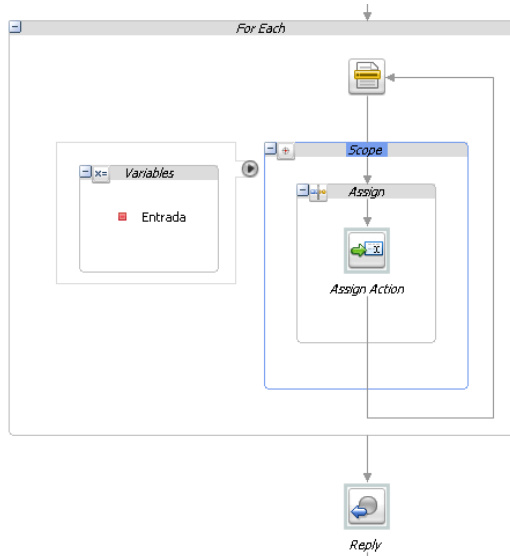 For Each
Scope
x= Variables
Assign
Entrada
x
Assign Action
Reply